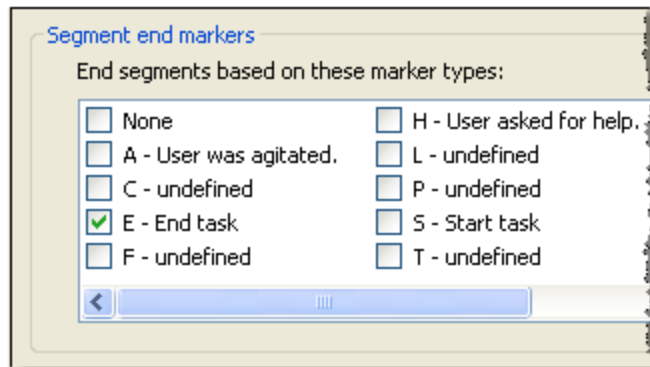 Segment end markers
End segments based on these marker types:
None
A - User was agitated.
C - undefined
E - End task
F - undefined
H - User asked for help.
L - undefined
P - undefined
S - Start task
T - undefined